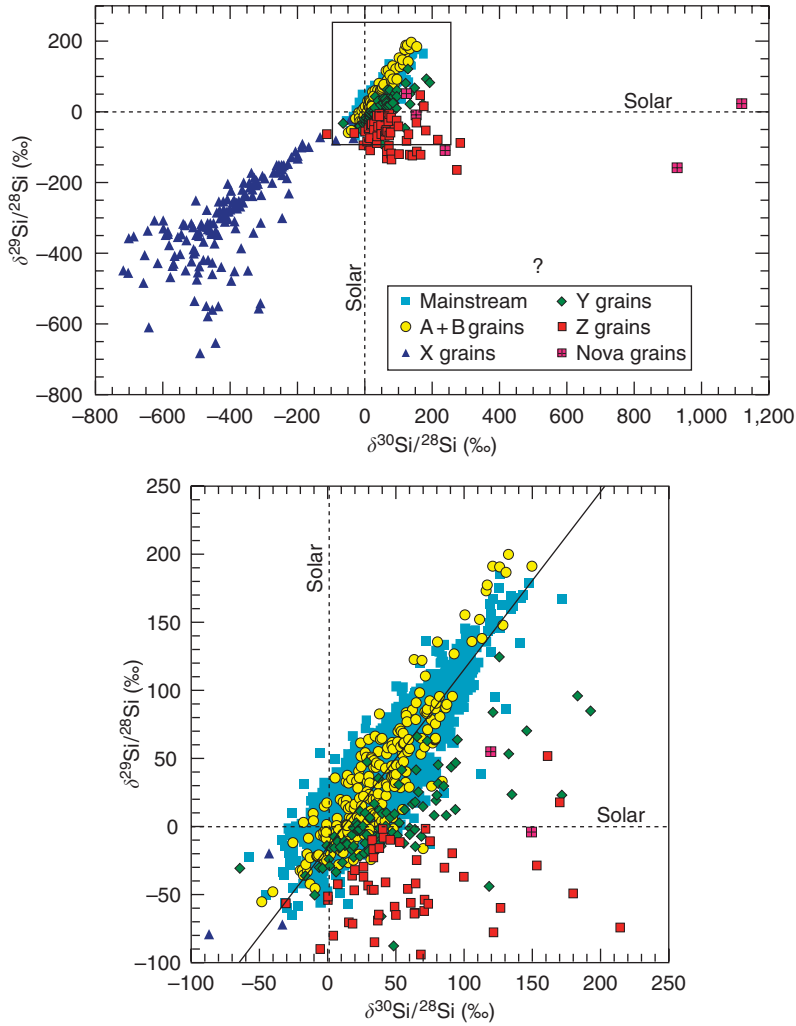 200
0
−200
−400
−600
−800
δ²⁹Si/²⁸Si (‰)
Solar
Solar
?
Mainstream
A + B grains
X grains
Y grains
Z grains
Nova grains
−800 −600 −400 −200 0 200 400 600 800 1,000 1,200
δ³⁰Si/²⁸Si (‰)
250
200
150
100
50
0
−50
−100
δ²⁹Si/²⁸Si (‰)
Solar
Solar
−100 −50 0 50 100 150 200 250
δ³⁰Si/²⁸Si (‰)